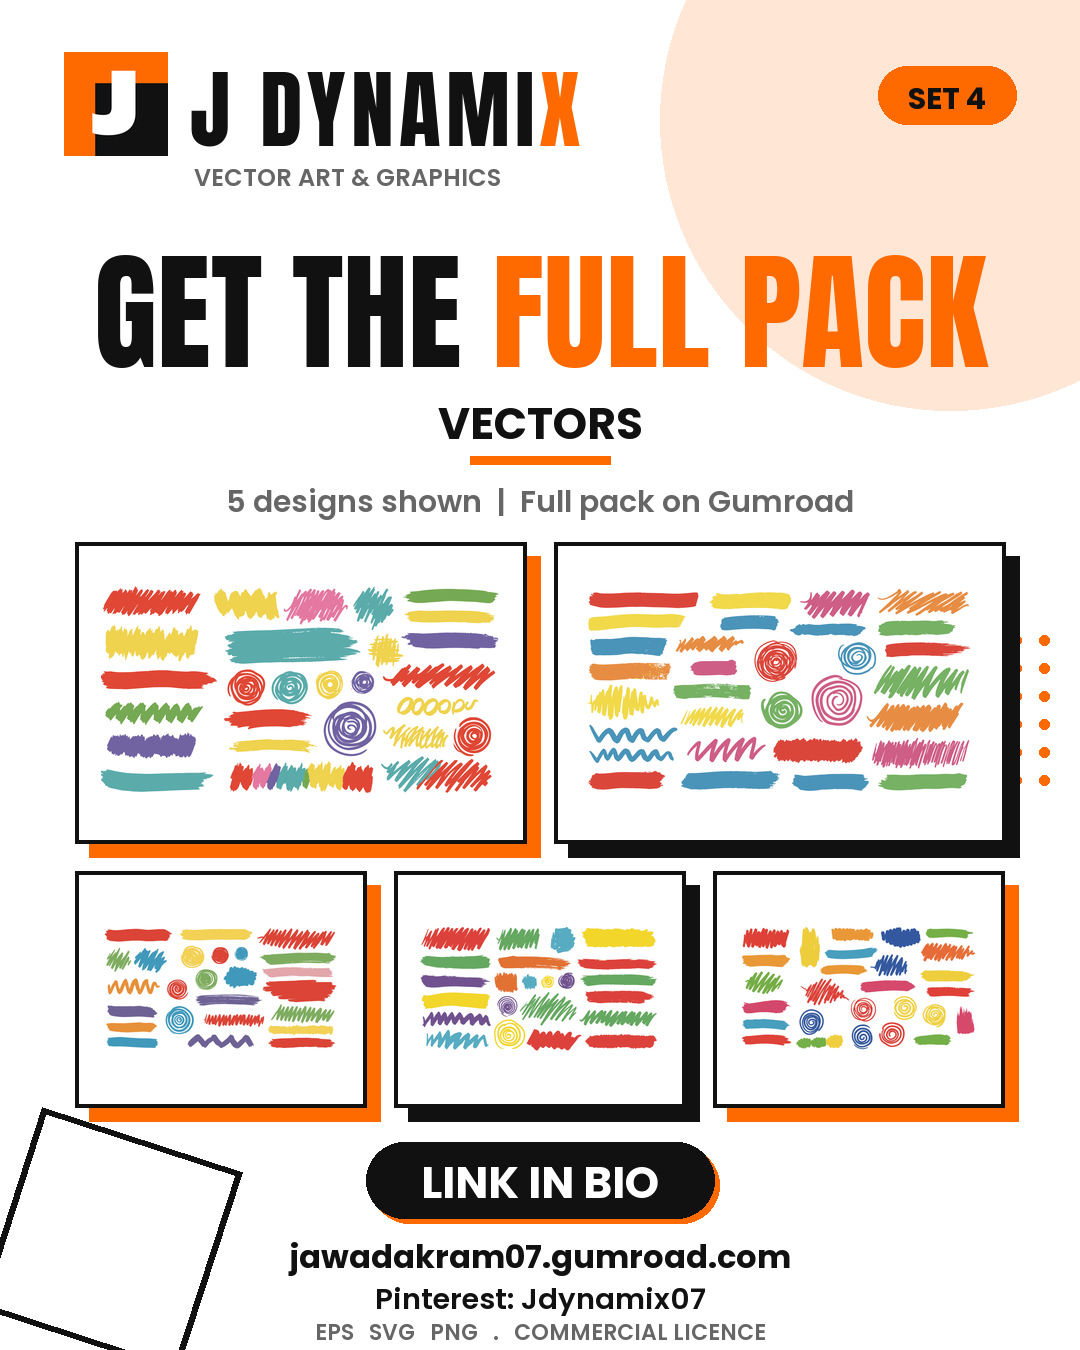 J DYNAMIX
SET 4
VECTOR ART & GRAPHICS
GET THE FULL PACK
VECTORS
5 designs shown | Full pack on Gumroad
LINK IN BIO
jawadakram07.gumroad.com
Pinterest: Jdynamix07
EPS SVG PNG . COMMERCIAL LICENCE